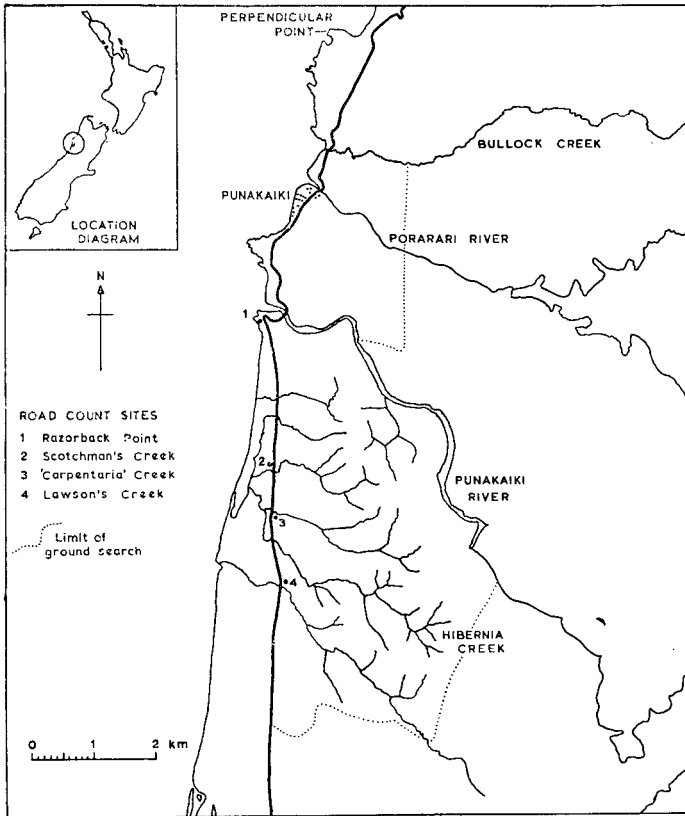 PERPENDICULAR
POINT
BULLOCK CREEK
PUNAKAIKI
PORARARI RIVER
LOCATION
DIAGRAM
N
1
ROAD COUNT SITES
1 Razorback Point
2 Scotchman's Creek
3 'Carpentaria' Creek
4 Lawson's Creek
Limit of
ground search
2
3
4
PUNAKAIKI
RIVER
HIBERNIA
CREEK
0 1 2 km